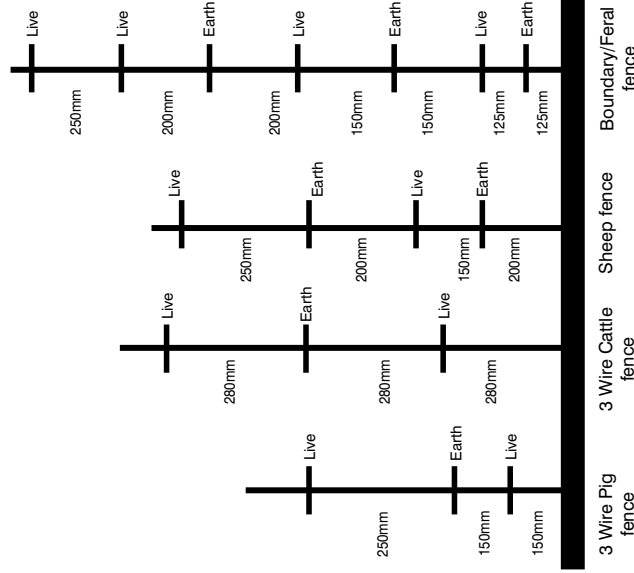 Live
250mm
Earth
150mm
Live
150mm
3 Wire Pig
fence
Live
280mm
Earth
280mm
Live
280mm
3 Wire Cattle
fence
Live
250mm
Earth
200mm
Live
150mm
Earth
200mm
Sheep fence
Live
250mm
Live
200mm
Earth
200mm
Live
150mm
Earth
150mm
Live
125mm
Earth
125mm
Boundary/Feral
fence